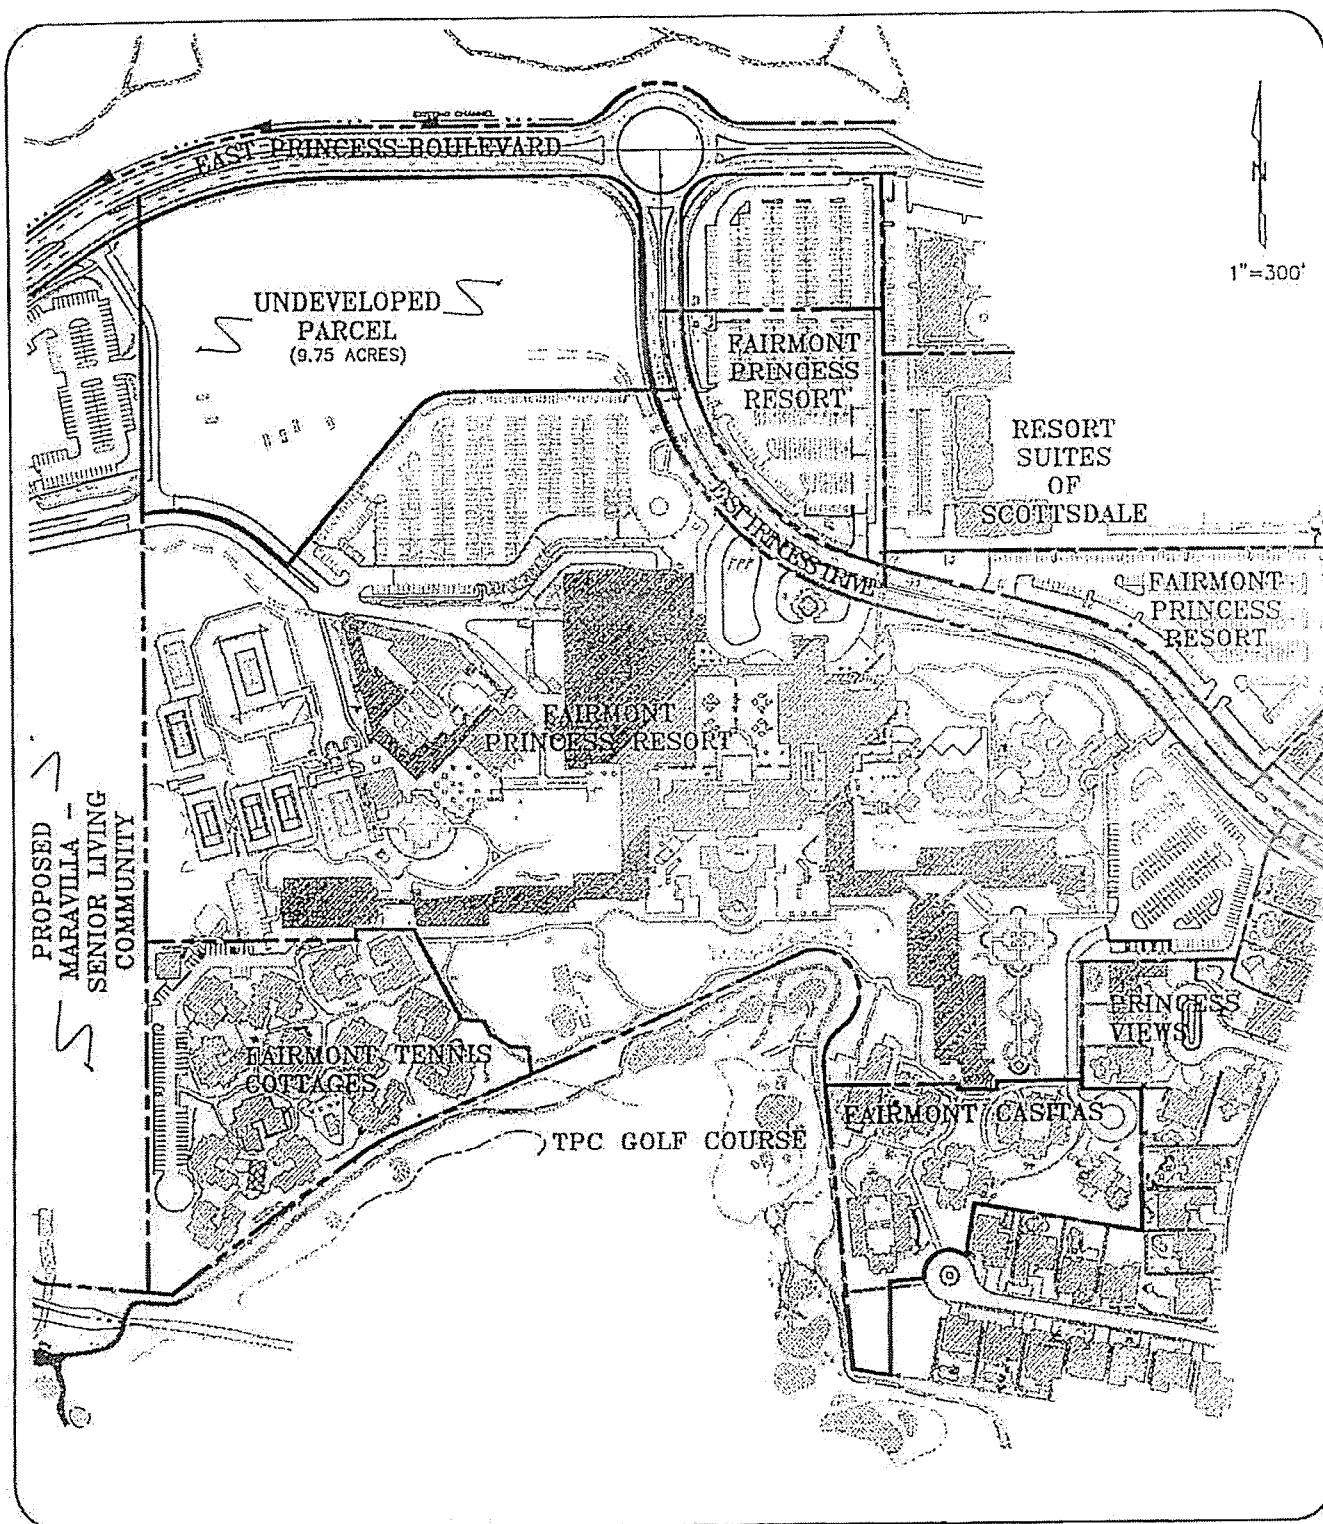 EXISTING CHANNEL
EAST PRINCESS BOULEVARD
N
1"=300'
UNDEVELOPED
PARCEL
(9.75 ACRES)
FAIRMONT
PRINCESS
RESORT
RESORT
SUITES
OF
SCOTTSDALE
EAST PRINCESS DRIVE
FAIRMONT
PRINCESS
RESORT
FAIRMONT
PRINCESS RESORT
PROPOSED
MARAVILLA -
SENIOR LIVING
COMMUNITY
PRINCESS
VIEWS
FAIRMONT TENNIS
COTTAGES
FAIRMONT CASITAS
TPC GOLF COURSE